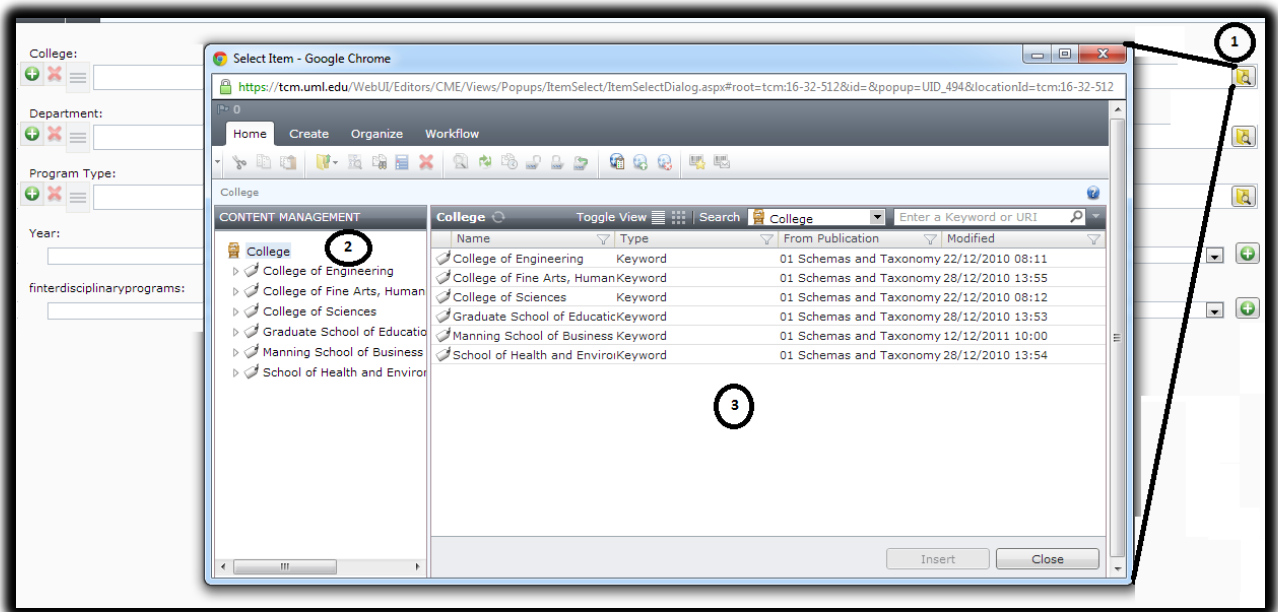 1
College:
Department:
Program Type:
Year:
finterdisciplinaryprograms:
Select Item - Google Chrome
https://tcm.uml.edu/WebUI/Editors/CME/Views/Popups/ItemSelect/ItemSelectDialog.aspx#root=tcm:16-32-512&id=&popup=UID_494&locationId=tcm:16-32-512
0
Home Create Organize Workflow
College
CONTENT MANAGEMENT
2
College
College of Engineering
College of Fine Arts, Human
College of Sciences
Graduate School of Educatio
Manning School of Business
School of Health and Enviror
College Toggle View Search College Enter a Keyword or URI
Name Type From Publication Modified
College of Engineering Keyword 01 Schemas and Taxonomy 22/12/2010 08:11
College of Fine Arts, Human Keyword 01 Schemas and Taxonomy 28/12/2010 13:55
College of Sciences Keyword 01 Schemas and Taxonomy 22/12/2010 08:12
Graduate School of Educatic Keyword 01 Schemas and Taxonomy 28/12/2010 13:53
Manning School of Business Keyword 01 Schemas and Taxonomy 12/12/2011 10:00
School of Health and Enviroi Keyword 01 Schemas and Taxonomy 28/12/2010 13:54
3
Insert Close